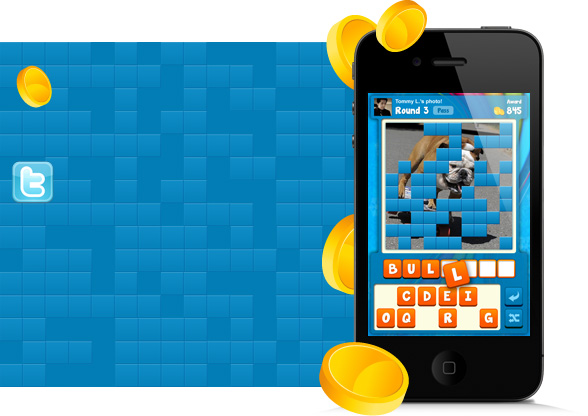 Tommy L.'s photo!
Round 3 Pass
Award
845
B U L L
C D E I
O Q R G
t